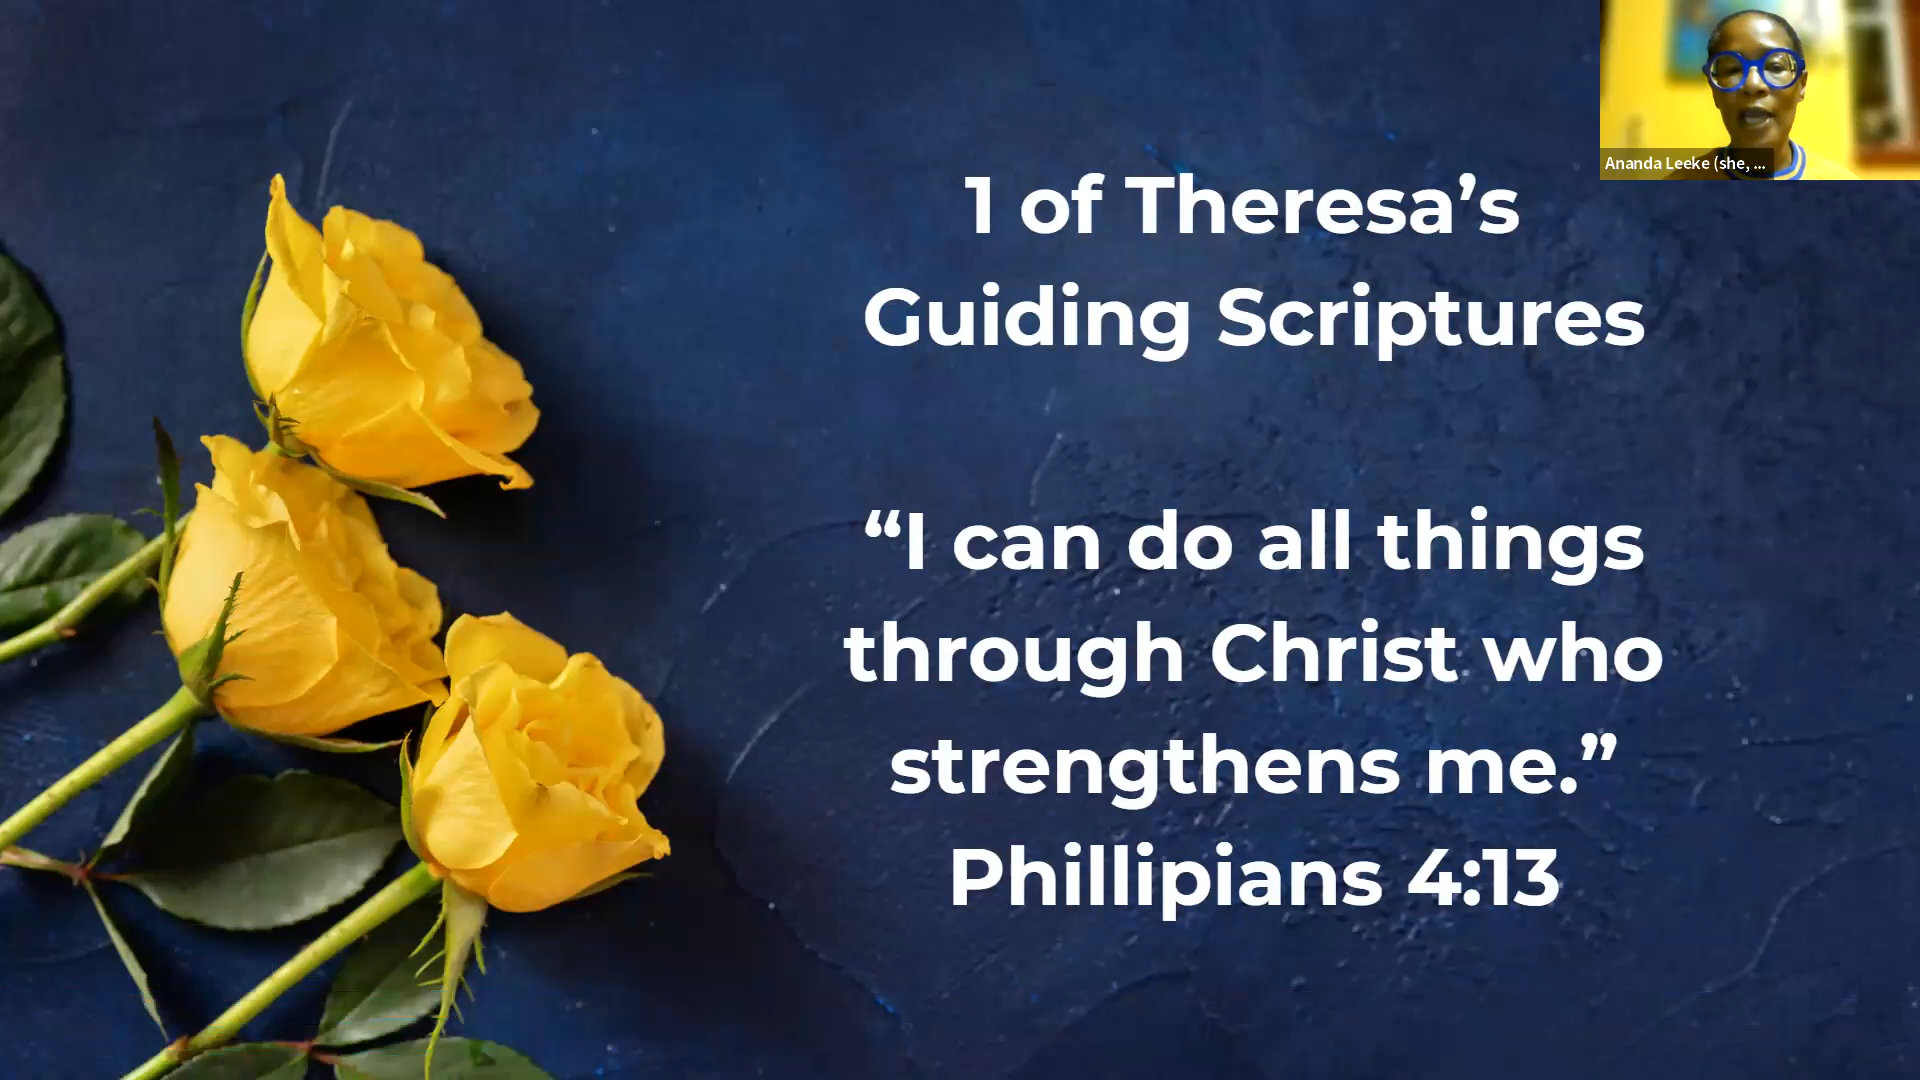 Ananda Leeke (she, ...
1 of Theresa’s
Guiding Scriptures
“I can do all things
through Christ who
strengthens me.”
Phillipians 4:13